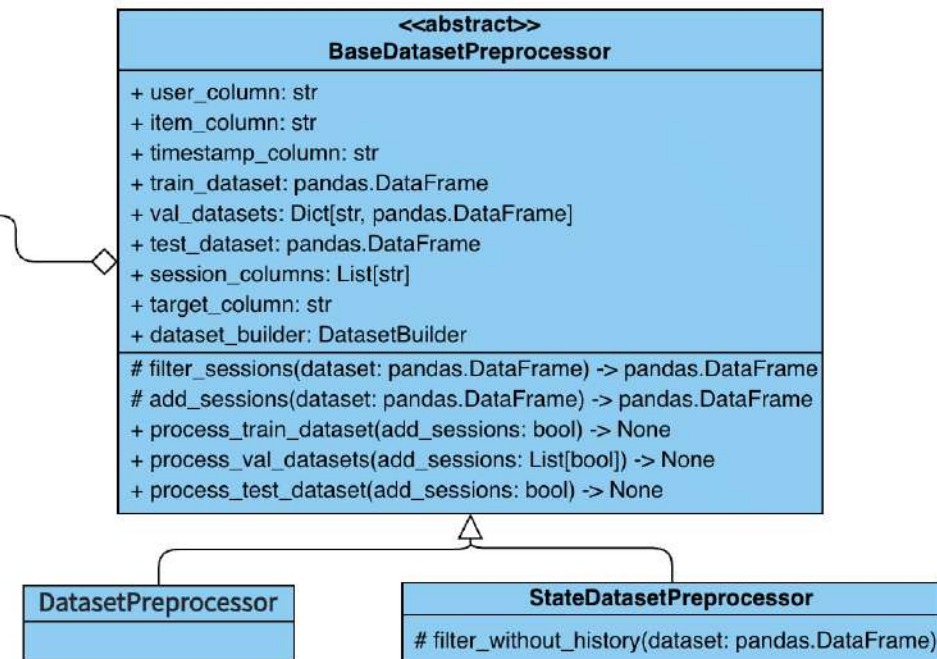 <<abstract>>
BaseDatasetPreprocessor
+ user_column: str
+ item_column: str
+ timestamp_column: str
+ train_dataset: pandas.DataFrame
+ val_datasets: Dict[str, pandas.DataFrame]
+ test_dataset: pandas.DataFrame
+ session_columns: List[str]
+ target_column: str
+ dataset_builder: DatasetBuilder
# filter_sessions(dataset: pandas.DataFrame) -> pandas.DataFrame
# add_sessions(dataset: pandas.DataFrame) -> pandas.DataFrame
+ process_train_dataset(add_sessions: bool) -> None
+ process_val_datasets(add_sessions: List[bool]) -> None
+ process_test_dataset(add_sessions: bool) -> None
DatasetPreprocessor
StateDatasetPreprocessor
# filter_without_history(dataset: pandas.DataFrame)